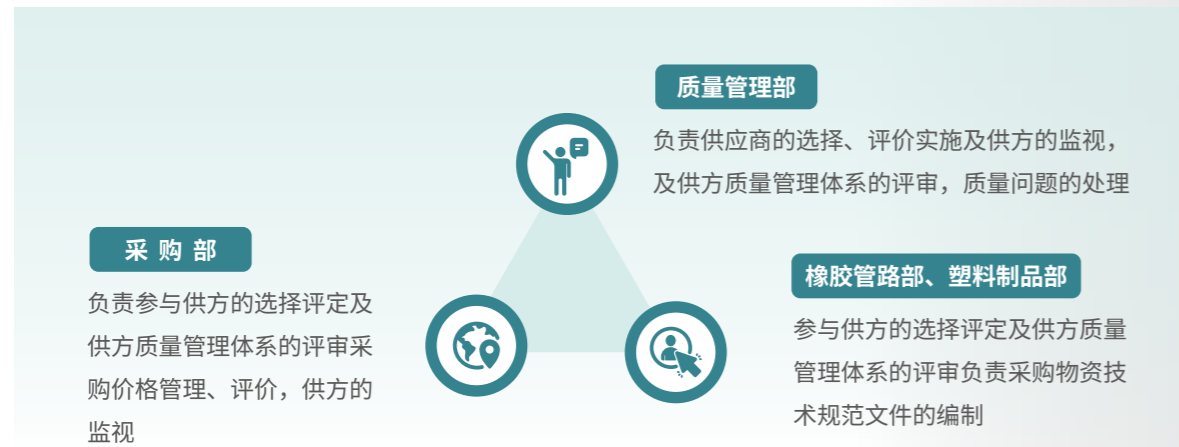 质量管理部
负责供应商的选择、评价实施及供方的监视，
及供方质量管理体系的评审，质量问题的处理
采购部
负责参与供方的选择评定及
供方质量管理体系的评审采
购价格管理、评价，供方的
监视
橡胶管路部、塑料制品部
参与供方的选择评定及供方质量
管理体系的评审负责采购物资技
术规范文件的编制